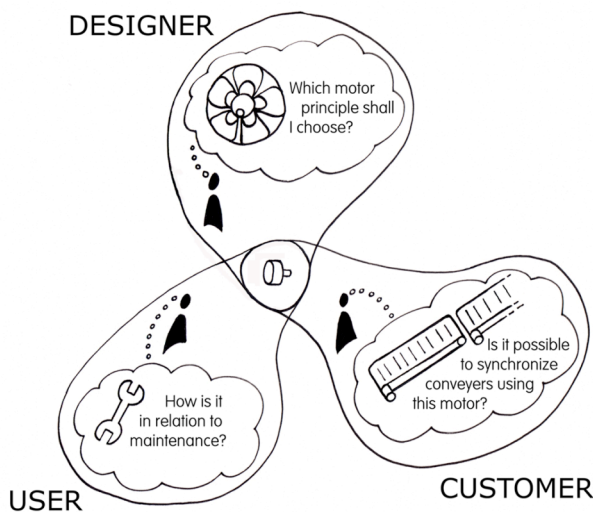 DESIGNER
Which motor
principle shall
I choose?
Is it possible
to synchronize
conveyers using
this motor?
How is it
in relation to
maintenance?
CUSTOMER
USER